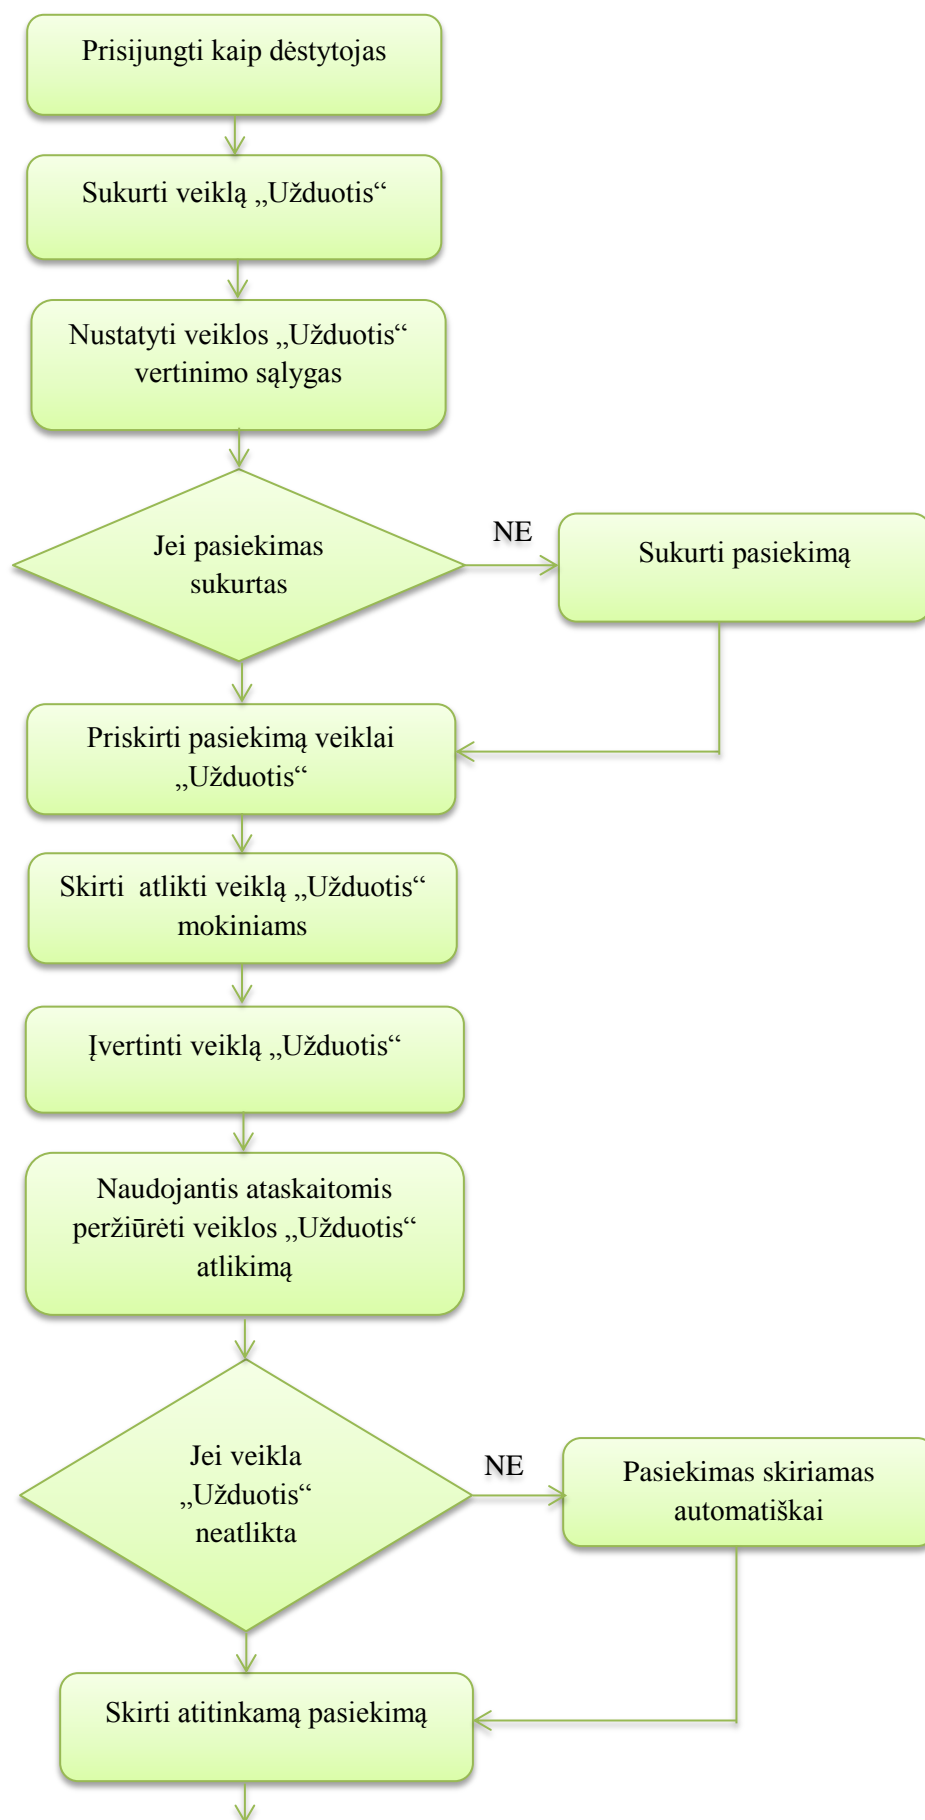 Prisijungti kaip dėstytojas
Sukurti veiklą „Užduotis“
Nustatyti veiklos „Užduotis“
vertinimo sąlygas
Jei pasiekimas
sukurtas
NE
Sukurti pasiekimą
Priskirti pasiekimą veiklai
„Užduotis“
Skirti atlikti veiklą „Užduotis“
mokiniams
Įvertinti veiklą „Užduotis“
Naudojantis ataskaitomis
peržiūrėti veiklos „Užduotis“
atlikimą
Jei veikla
„Užduotis“
neatlikta
NE
Pasiekimas skiriamas
automatiškai
Skirti atitinkamą pasiekimą